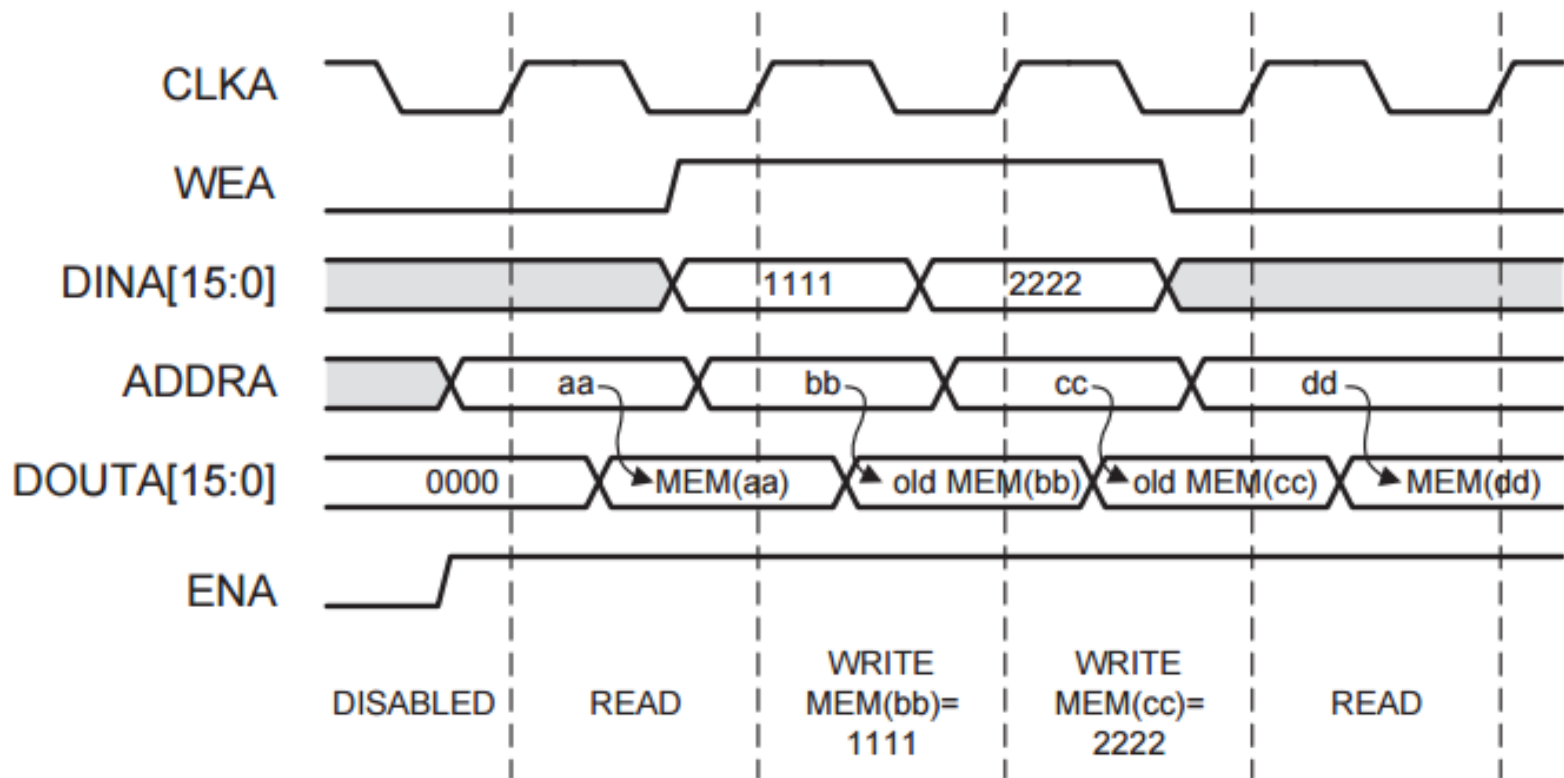 CLKA
WEA
DINA[15:0] 1111 2222
ADDRA aa bb cc dd
DOUTA[15:0] 0000 MEM(aa) old MEM(bb) old MEM(cc) MEM(dd)
ENA
DISABLED READ WRITE MEM(bb)= 1111 WRITE MEM(cc)= 2222 READ